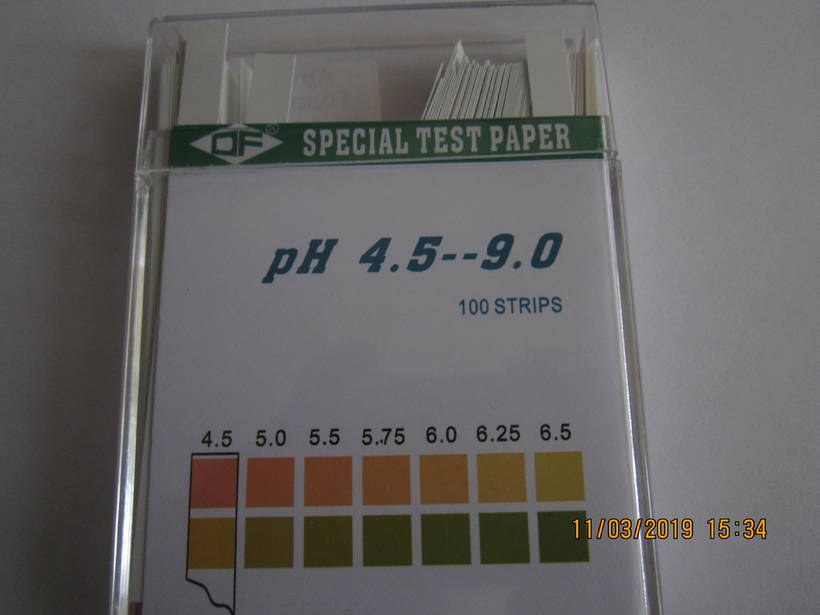 DF® SPECIAL TEST PAPER
pH 4.5--9.0
100 STRIPS
4.5 5.0 5.5 5.75 6.0 6.25 6.5
11/03/2019 15:34